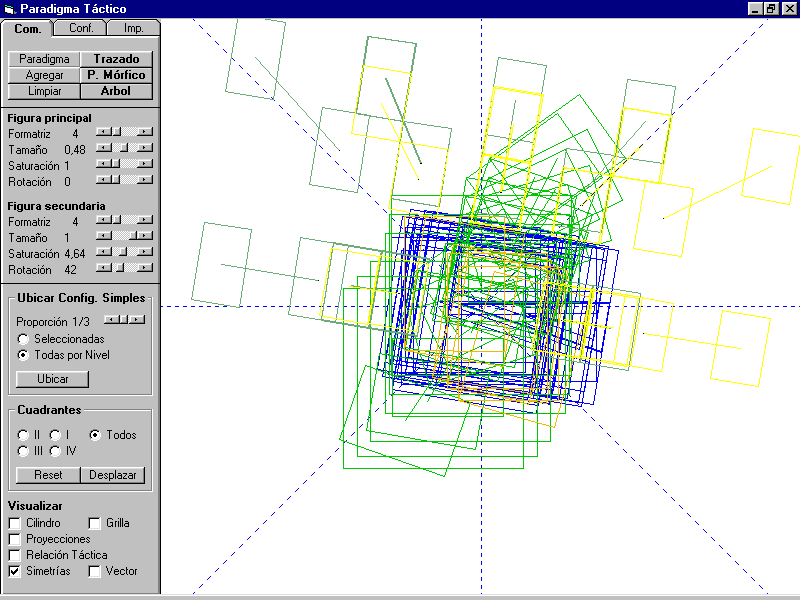 Paradigma Táctico
Com. Conf. Imp.
Paradigma Trazado
Agregar P. Mórfico
Limpiar Arbol
Figura principal
Formatriz 4
Tamaño 0,48
Saturación 1
Rotación 0
Figura secundaria
Formatriz 4
Tamaño 1
Saturación 4,64
Rotación 42
Ubicar Config. Simples
Proporción 1/3
Seleccionadas
Todas por Nivel
Ubicar
Cuadrantes
II I Todos
III IV
Reset Desplazar
Visualizar
Cilindro Grilla
Proyecciones
Relación Táctica
Simetrías Vector